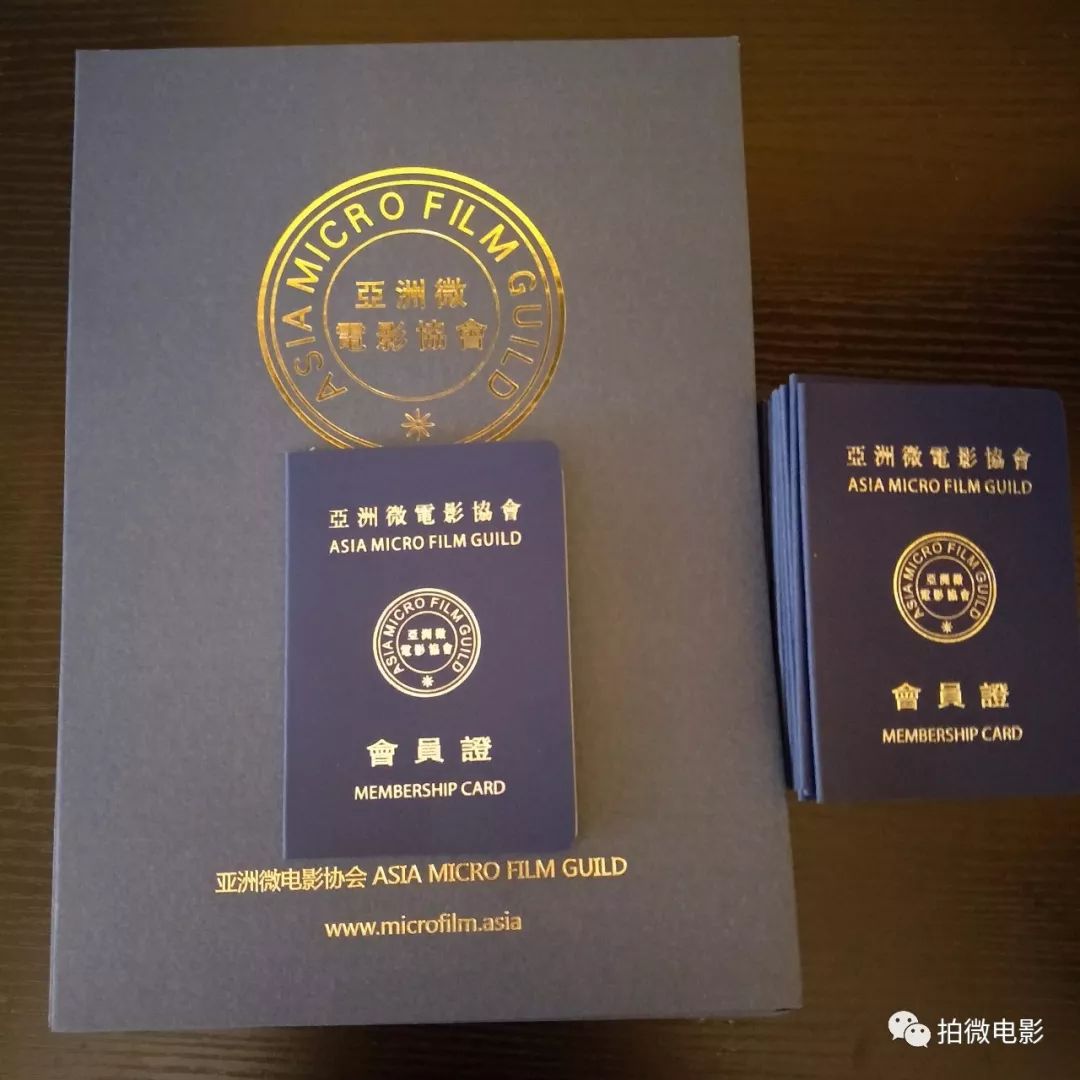 ASIA MICRO FILM GUILD
亞洲微
電影協會
亞洲微電影協會
ASIA MICRO FILM GUILD
ASIA MICRO FILM GUILD
亞洲微
電影協會
會員證
MEMBERSHIP CARD
亚洲微电影协会 ASIA MICRO FILM GUILD
www.microfilm.asia
亞洲微電影協會
ASIA MICRO FILM GUILD
ASIA MICRO FILM GUILD
亞洲微
電影協會
會員證
MEMBERSHIP CARD
拍微电影